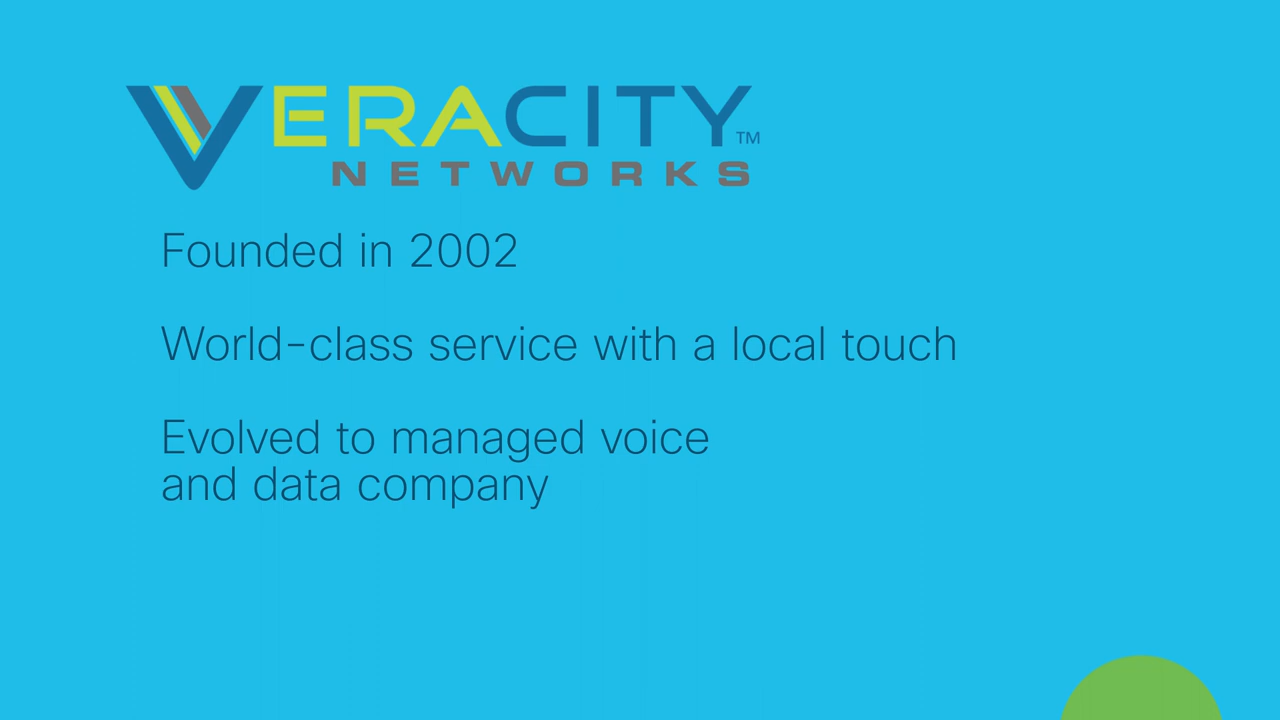 VERACITY™
NETWORKS
Founded in 2002
World-class service with a local touch
Evolved to managed voice
and data company